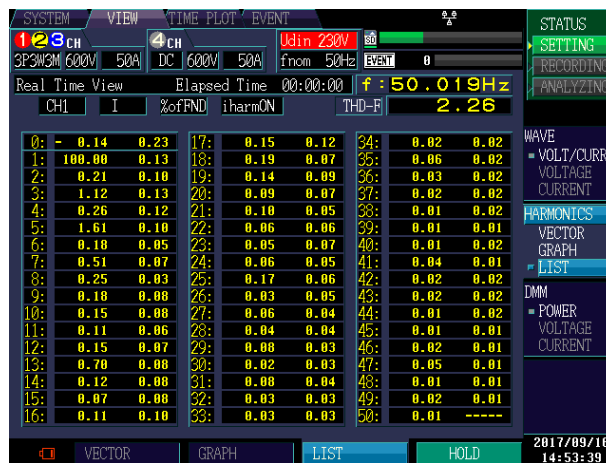 SYSTEM VIEW TIME PLOT EVENT
STATUS
1 2 3 CH 4 CH Udin 230V SD
SETTING
3P3W3M 600V 50A DC 600V 50A fnom 50Hz EVENT 0
RECORDING
Real Time View Elapsed Time 00:00:00 f:50.019Hz
ANALYZING
CH1 I %ofFND iharmON THD-F 2.26
0: - 0.14 0.23 17: 0.15 0.12 34: 0.02 0.02
1: 100.00 0.13 18: 0.19 0.07 35: 0.06 0.02
2: 0.21 0.10 19: 0.14 0.09 36: 0.03 0.02
3: 1.12 0.13 20: 0.09 0.07 37: 0.02 0.02
4: 0.26 0.12 21: 0.10 0.05 38: 0.01 0.02
5: 1.61 0.10 22: 0.06 0.06 39: 0.01 0.01
6: 0.18 0.05 23: 0.05 0.07 40: 0.01 0.02
7: 0.51 0.07 24: 0.06 0.05 41: 0.04 0.01
8: 0.25 0.03 25: 0.17 0.06 42: 0.02 0.02
9: 0.18 0.08 26: 0.03 0.05 43: 0.02 0.02
10: 0.15 0.08 27: 0.06 0.04 44: 0.01 0.02
11: 0.11 0.06 28: 0.04 0.04 45: 0.01 0.01
12: 0.15 0.07 29: 0.08 0.03 46: 0.02 0.01
13: 0.70 0.08 30: 0.02 0.03 47: 0.05 0.01
14: 0.12 0.08 31: 0.08 0.04 48: 0.01 0.01
15: 0.07 0.08 32: 0.03 0.03 49: 0.02 0.01
16: 0.11 0.10 33: 0.03 0.03 50: 0.01 -----
WAVE
VOLT/CURR
VOLTAGE
CURRENT
HARMONICS
VECTOR
GRAPH
LIST
DMM
POWER
VOLTAGE
CURRENT
VECTOR GRAPH LIST HOLD
2017/09/16
14:53:39